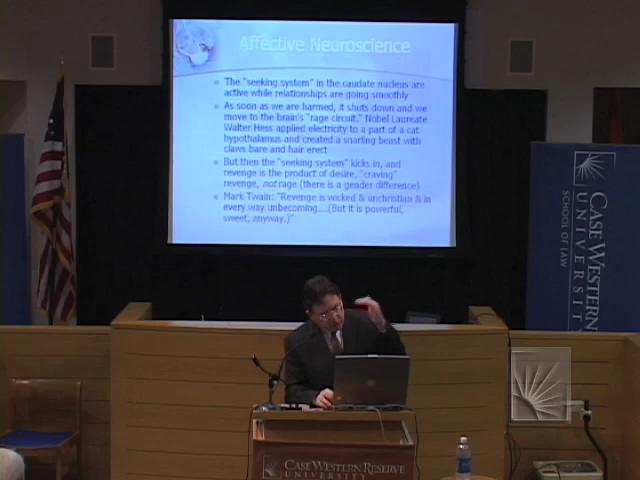 Affective Neuroscience
The "seeking system" in the caudate nucleus are
active while relationships are going smoothly
As soon as we are harmed, it shuts down and we
move to the brain's "rage circuit." Nobel Laureate
Walter Hess applied electricity to a part of a cat
hypothalamus and created a snarling beast with
claws bare and hair erect
But then the "seeking system" kicks in, and
revenge is the product of desire, "craving"
revenge, not rage (there is a gender difference)
Mark Twain: "Revenge is wicked & unchristian & in
every way unbecoming....(But it is powerful,
sweet, anyway.)"
CASE WESTERN
UNIVERSITY
SCHOOL OF LAW
CASE WESTERN RESERVE
UNIVERSITY